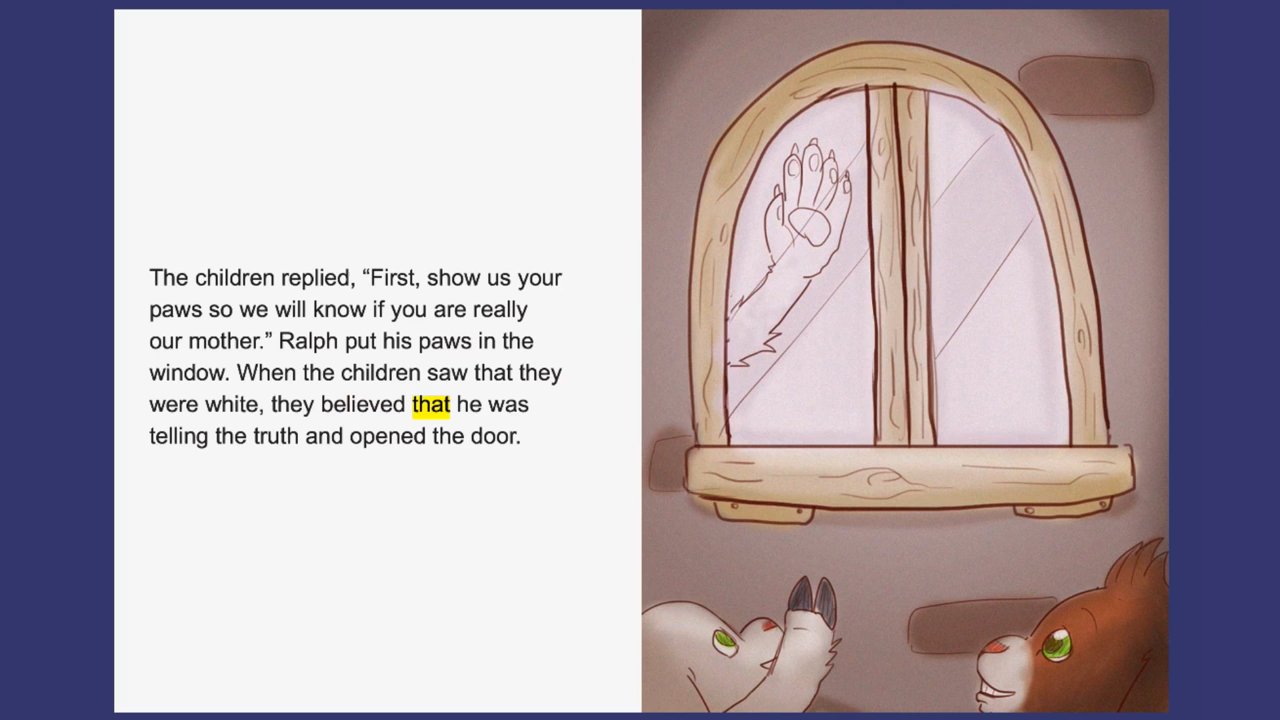 The children replied, “First, show us your
paws so we will know if you are really
our mother.” Ralph put his paws in the
window. When the children saw that they
were white, they believed that he was
telling the truth and opened the door.